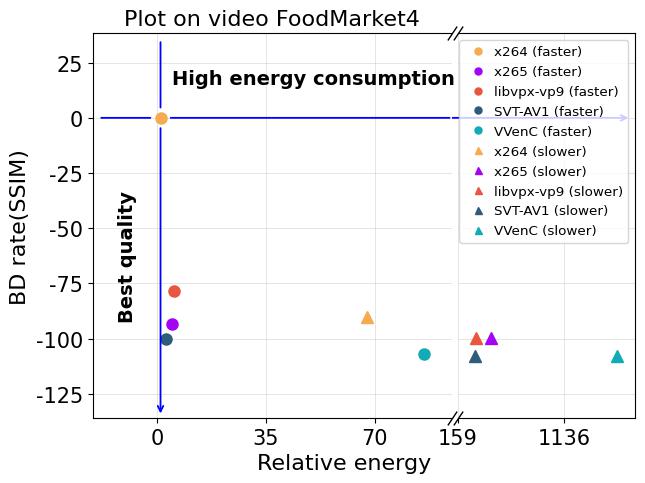 Plot on video FoodMarket4
High energy consumption
Best quality
x264 (faster)
x265 (faster)
libvpx-vp9 (faster)
SVT-AV1 (faster)
VVenC (faster)
x264 (slower)
x265 (slower)
libvpx-vp9 (slower)
SVT-AV1 (slower)
VVenC (slower)
BD rate(SSIM)
25
0
-25
-50
-75
-100
-125
0 35 70 159 1136
Relative energy